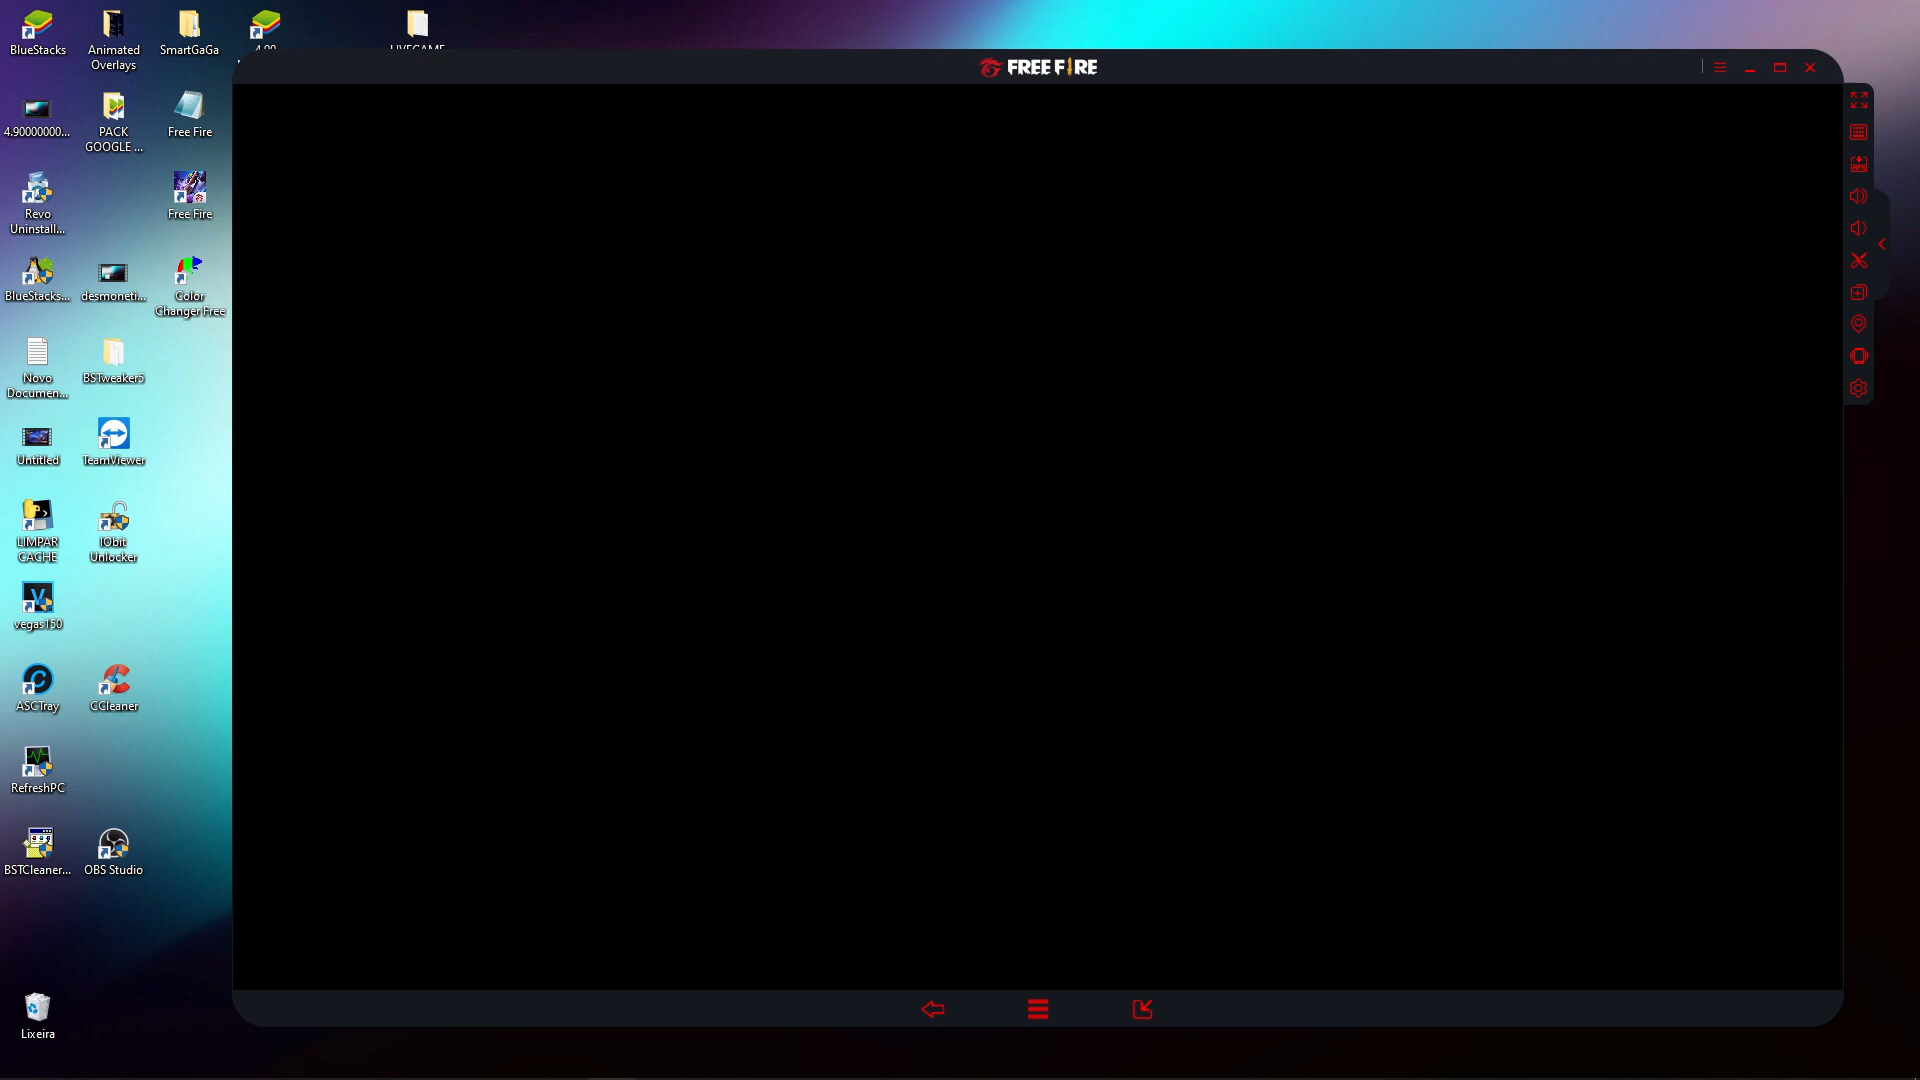 BlueStacks
Animated
Overlays
SmartGaGa
4.90000000...
PACK
GOOGLE ...
Free Fire
Revo
Uninstall...
Free Fire
BlueStacks...
desmoneti...
Color
Changer Free
Novo
Documen...
BSTweaker5
Untitled
TeamViewer
LIMPAR
CACHE
IObit
Unlocker
vegas150
ASCTray
CCleaner
RefreshPC
BSTCleaner...
OBS Studio
Lixeira
FREE FIRE
APK